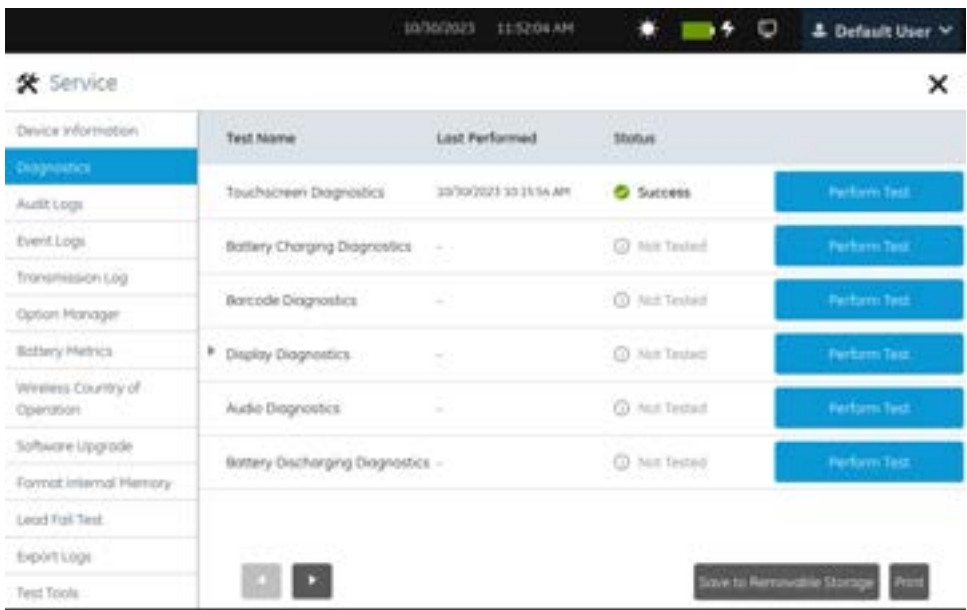 10/30/2023 11:52:04 AM Default User
Service
Device Information
Diagnostics
Audit Logs
Event Logs
Transmission Log
Option Manager
Battery Metrics
Wireless Country of
Operation
Software Upgrade
Format Internal Memory
Lead Fail Test
Export Logs
Test Tools
Test Name Last Performed Status
Touchscreen Diagnostics 10/30/2023 10:15:54 AM Success Perform Test
Battery Charging Diagnostics - Not Tested Perform Test
Barcode Diagnostics - Not Tested Perform Test
Display Diagnostics - Not Tested Perform Test
Audio Diagnostics - Not Tested Perform Test
Battery Discharging Diagnostics - Not Tested Perform Test
Save to Removable Storage Print